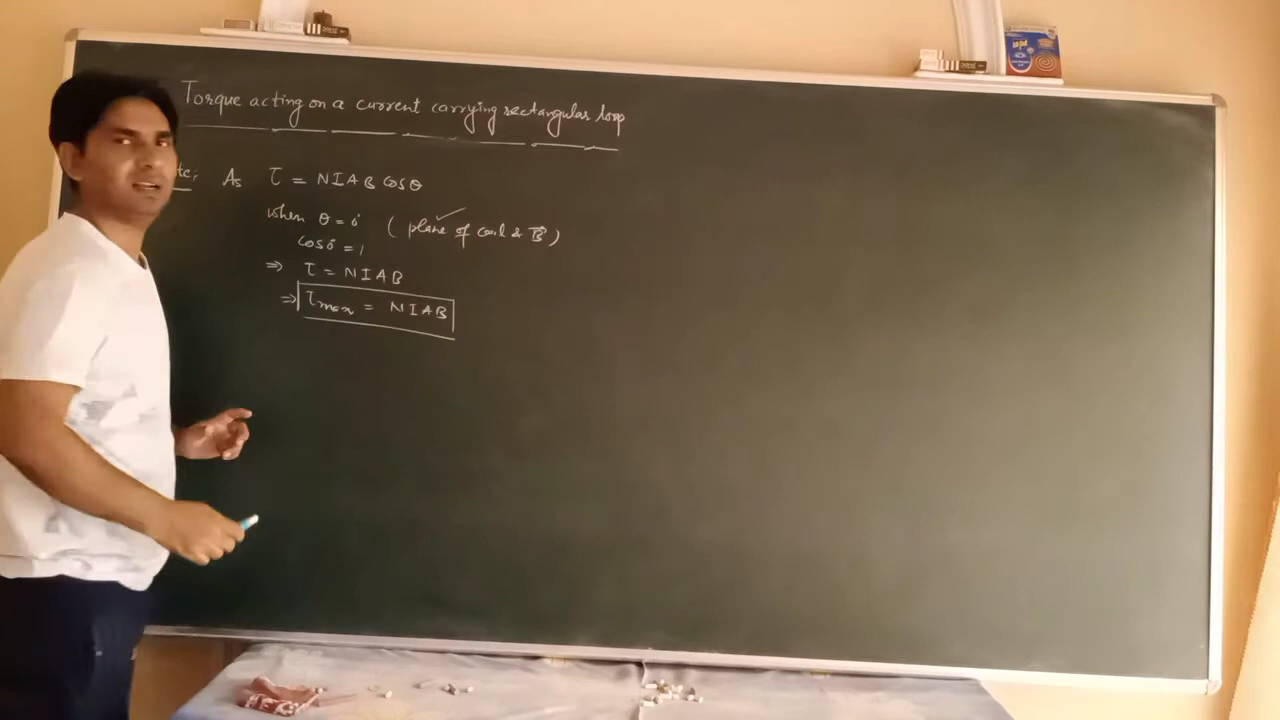 Torque acting on a current carrying rectangular loop
te; As τ = NIAB cosθ
when θ = 0° ( plane of coil & B⃗ )
cos0° = 1
⇒ τ = NIAB
⇒ τmax = NIAB